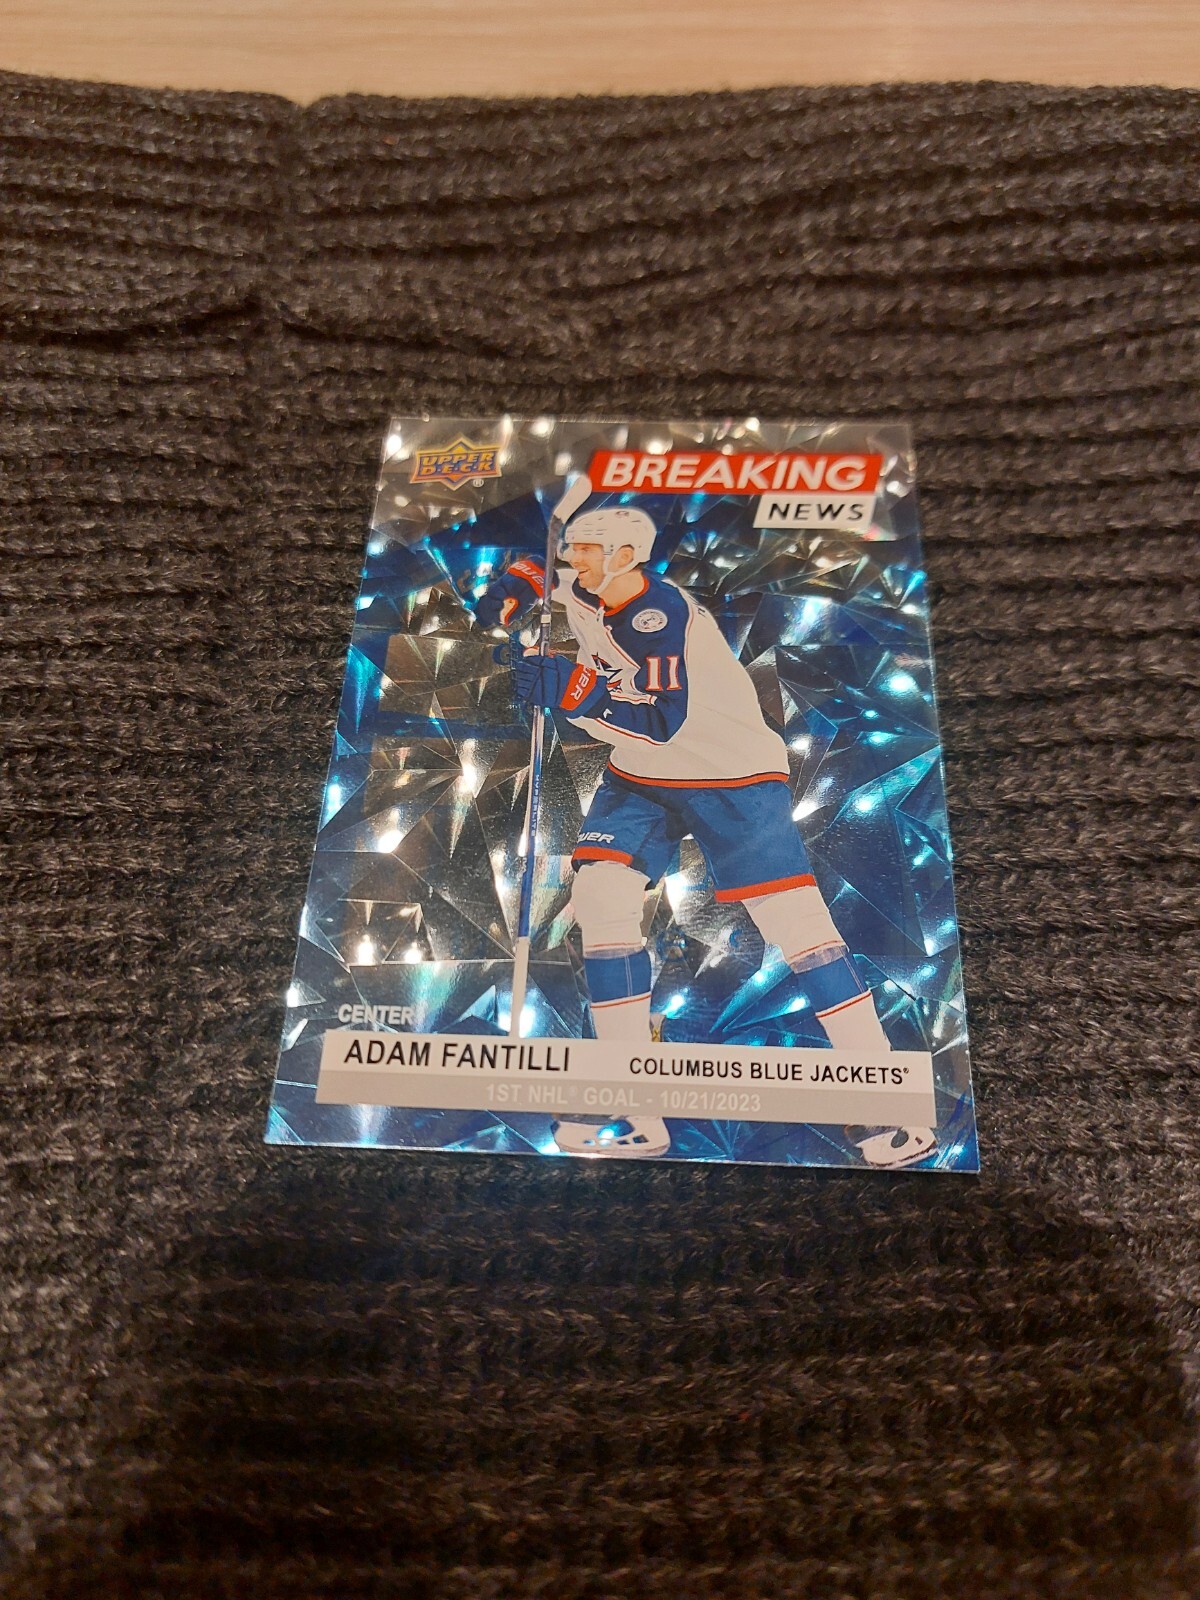 UPPER
DECK®
BREAKING
NEWS
11
CENTER
ADAM FANTILLI
COLUMBUS BLUE JACKETS®
1ST NHL® GOAL - 10/21/2023